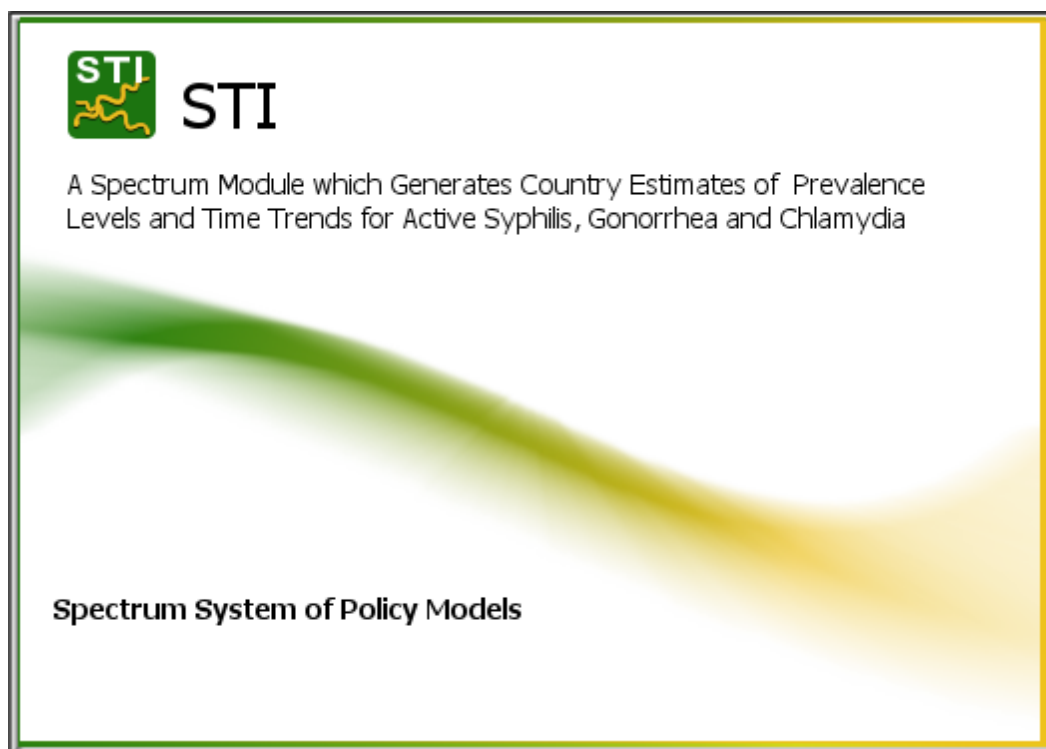 STI
STI
A Spectrum Module which Generates Country Estimates of Prevalence
Levels and Time Trends for Active Syphilis, Gonorrhea and Chlamydia
Spectrum System of Policy Models